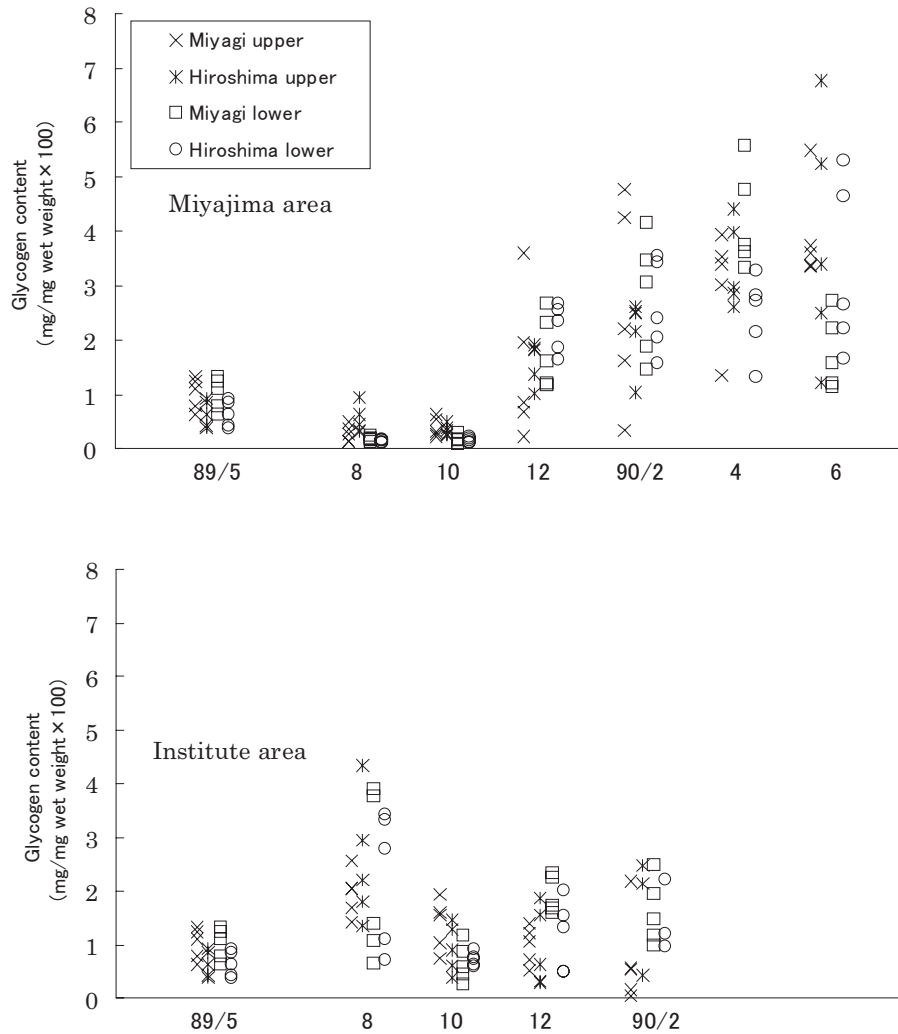 8
7
6
5
4
3
2
1
0
Glycogen content
(mg/mg wet weight×100)
Miyagi upper
Hiroshima upper
Miyagi lower
Hiroshima lower
Miyajima area
89/5 8 10 12 90/2 4 6
8
7
6
5
4
3
2
1
0
Glycogen content
(mg/mg wet weight×100)
Institute area
89/5 8 10 12 90/2